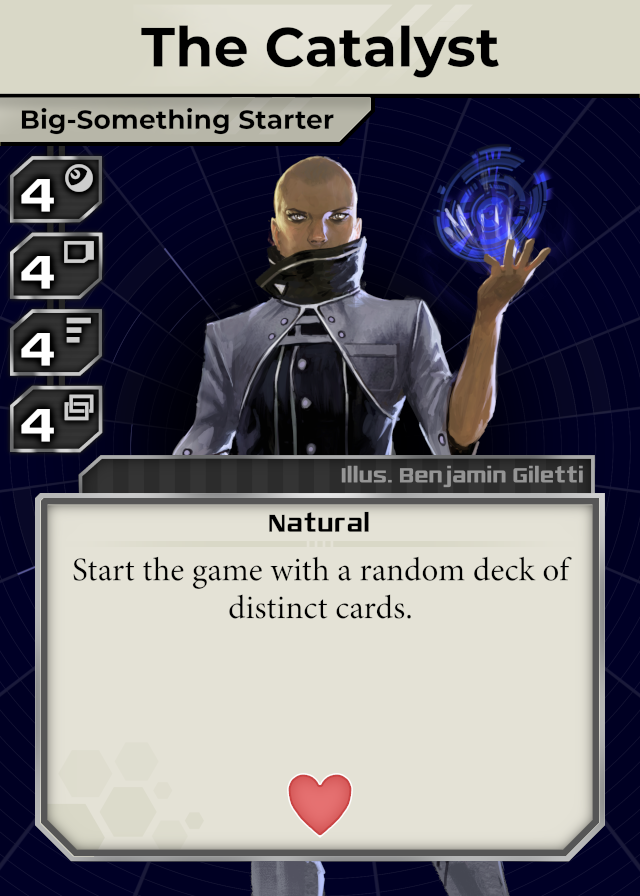 The Catalyst
Big-Something Starter
4
4
4
4
Illus. Benjamin Giletti
Natural
Start the game with a random deck of
distinct cards.